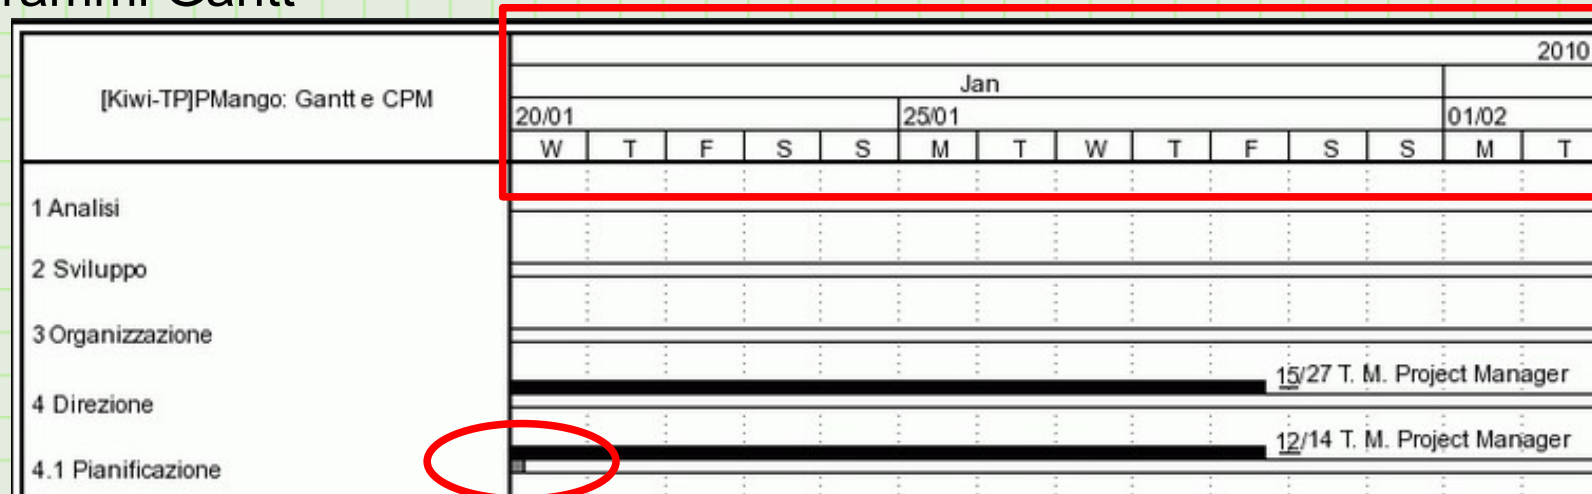 [Kiwi-TP]PMango: Gantt e CPM
2010
Jan
20/01 25/01 01/02
W T F S S M T W T F S S M T
1 Analisi
2 Sviluppo
3 Organizzazione
15/27 T. M. Project Manager
4 Direzione
12/14 T. M. Project Manager
4.1 Pianificazione